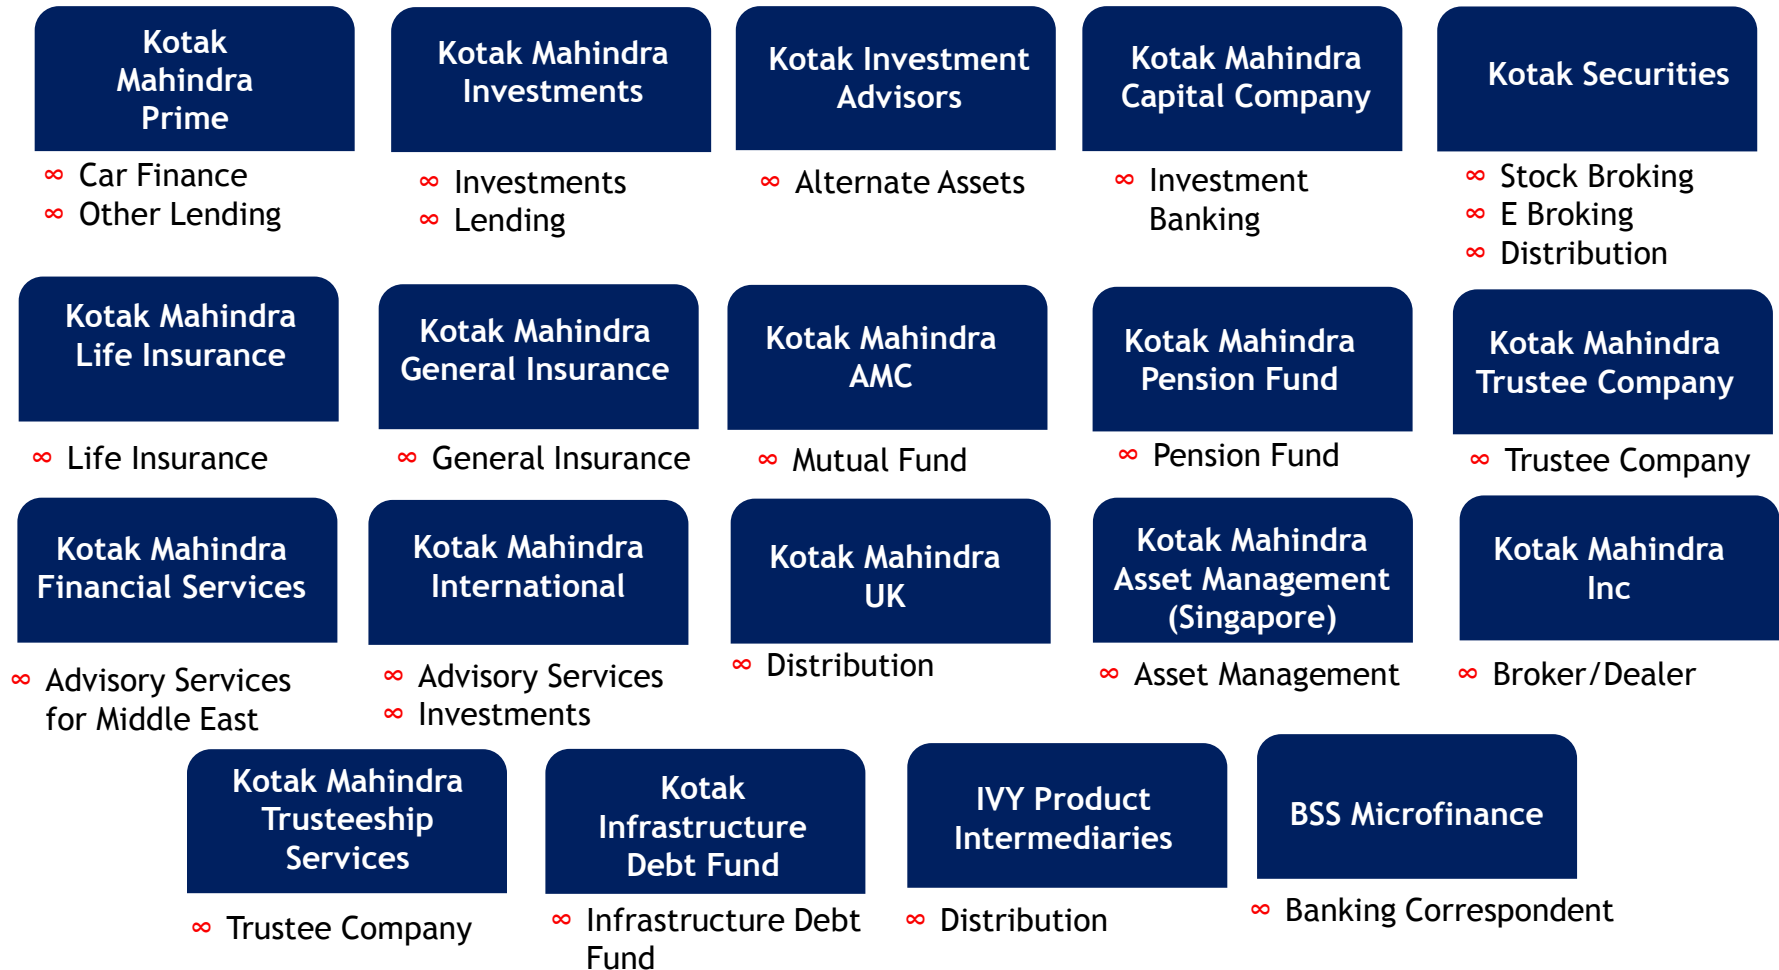 Kotak
Mahindra
Prime
∞ Car Finance
∞ Other Lending
Kotak Mahindra
Investments
∞ Investments
∞ Lending
Kotak Investment
Advisors
∞ Alternate Assets
Kotak Mahindra
Capital Company
∞ Investment
Banking
Kotak Securities
∞ Stock Broking
∞ E Broking
∞ Distribution
Kotak Mahindra
Life Insurance
∞ Life Insurance
Kotak Mahindra
General Insurance
∞ General Insurance
Kotak Mahindra
AMC
∞ Mutual Fund
Kotak Mahindra
Pension Fund
∞ Pension Fund
Kotak Mahindra
Trustee Company
∞ Trustee Company
Kotak Mahindra
Financial Services
∞ Advisory Services
for Middle East
Kotak Mahindra
International
∞ Advisory Services
∞ Investments
Kotak Mahindra
UK
∞ Distribution
Kotak Mahindra
Asset Management
(Singapore)
∞ Asset Management
Kotak Mahindra
Inc
∞ Broker/Dealer
Kotak Mahindra
Trusteeship
Services
∞ Trustee Company
Kotak
Infrastructure
Debt Fund
∞ Infrastructure Debt
Fund
IVY Product
Intermediaries
∞ Distribution
BSS Microfinance
∞ Banking Correspondent